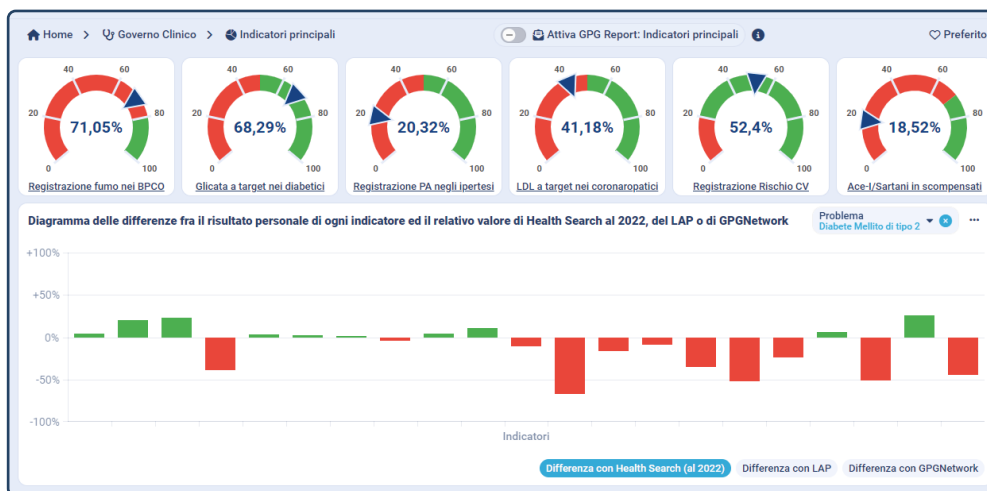 Home > Governo Clinico > Indicatori principali
Attiva GPG Report: Indicatori principali
Preferito
0 20 40 60 80 100
71,05%
Registrazione fumo nei BPCO
0 20 40 60 80 100
68,29%
Glicata a target nei diabetici
0 20 40 60 80 100
20,32%
Registrazione PA negli ipertesi
0 20 40 60 80 100
41,18%
LDL a target nei coronaropatici
0 20 40 60 80 100
52,4%
Registrazione Rischio CV
0 20 40 60 80 100
18,52%
Ace-I/Sartani in scompensati
Diagramma delle differenze fra il risultato personale di ogni indicatore ed il relativo valore di Health Search al 2022, del LAP o di GPGNetwork
Problema
Diabete Mellito di tipo 2
+100%
+50%
0%
-50%
-100%
Indicatori
Differenza con Health Search (al 2022)
Differenza con LAP
Differenza con GPGNetwork